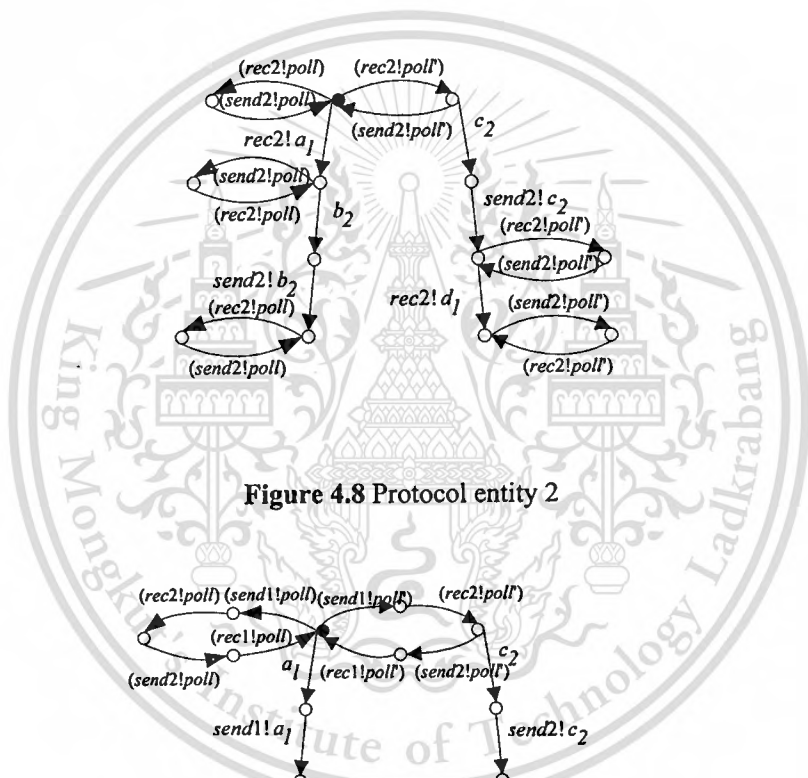 (rec2!poll) (rec2!poll')
(send2!poll) (send2!poll')
rec2! a1 c2
(send2!poll) send2! c2
(rec2!poll) b2 (rec2!poll')
send2! b2 (send2!poll')
(rec2!poll) rec2! d1 (send2!poll')
(send2!poll) (rec2!poll')
Figure 4.8 Protocol entity 2
(rec2!poll) (send1!poll) (send1!poll') (rec2!poll')
(rec1!poll) a1 c2
(send2!poll) (rec1!poll') (send2!poll')
send1! a1 send2! c2
King Mongkut's Institute of Technology Ladkrabang